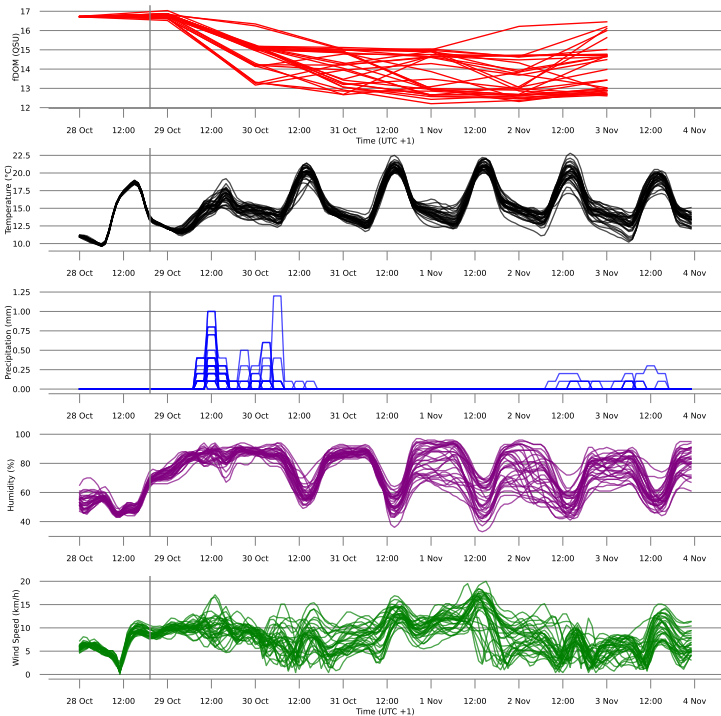 17
16
15
14
13
12
fDOM (QSU)
28 Oct 12:00 29 Oct 12:00 30 Oct 12:00 31 Oct 12:00 1 Nov 12:00 2 Nov 12:00 3 Nov 12:00 4 Nov
Time (UTC +1)
22.5
20.0
17.5
15.0
12.5
10.0
Temperature (°C)
28 Oct 12:00 29 Oct 12:00 30 Oct 12:00 31 Oct 12:00 1 Nov 12:00 2 Nov 12:00 3 Nov 12:00 4 Nov
1.25
1.00
0.75
0.50
0.25
0.00
Precipitation (mm)
28 Oct 12:00 29 Oct 12:00 30 Oct 12:00 31 Oct 12:00 1 Nov 12:00 2 Nov 12:00 3 Nov 12:00 4 Nov
100
80
60
40
Humidity (%)
28 Oct 12:00 29 Oct 12:00 30 Oct 12:00 31 Oct 12:00 1 Nov 12:00 2 Nov 12:00 3 Nov 12:00 4 Nov
20
15
10
5
0
Wind Speed (km/h)
28 Oct 12:00 29 Oct 12:00 30 Oct 12:00 31 Oct 12:00 1 Nov 12:00 2 Nov 12:00 3 Nov 12:00 4 Nov
Time (UTC +1)